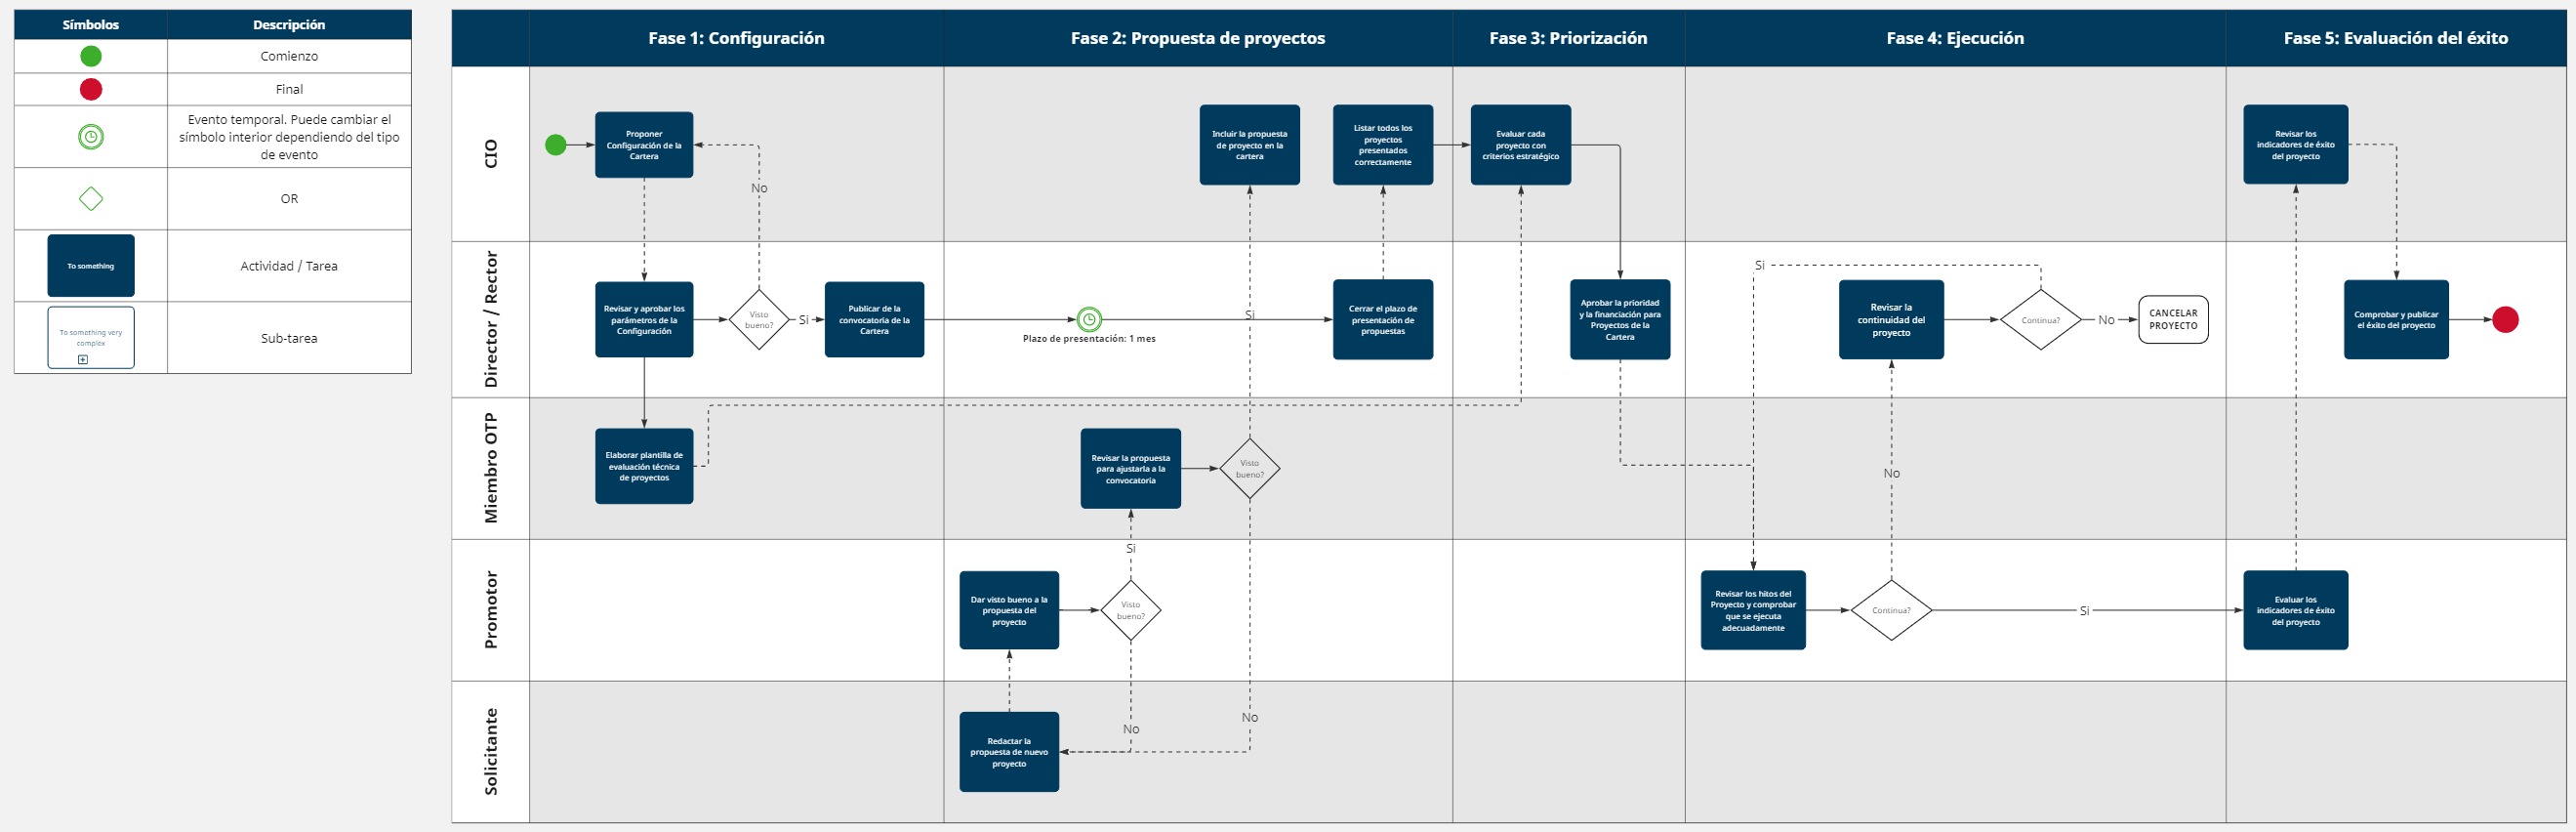 Símbolos
Descripción
Comienzo
Final
Evento temporal. Puede cambiar el
símbolo interior dependiendo del tipo
de evento
OR
To something
Actividad / Tarea
To something very
complex
Sub-tarea
Fase 1: Configuración
Fase 2: Propuesta de proyectos
Fase 3: Priorización
Fase 4: Ejecución
Fase 5: Evaluación del éxito
CIO
Proponer
Configuración de la
Cartera
No
Incluir la propuesta
de proyecto en la
cartera
Listar todos los
proyectos
presentados
correctamente
Evaluar cada
proyecto con
criterios estratégico
Revisar los
indicadores de éxito
del proyecto
Director / Rector
Revisar y aprobar los
parámetros de la
Configuración
Visto
bueno?
Si
Publicar de la
convocatoria de la
Cartera
Plazo de presentación: 1 mes
Si
Cerrar el plazo de
presentación de
propuestas
Aprobar la prioridad
y la financiación para
Proyectos de la
Cartera
Si
Revisar la
continuidad del
proyecto
Continua?
No
CANCELAR
PROYECTO
Comprobar y publicar
el éxito del proyecto
Miembro OTP
Elaborar plantilla de
evaluación técnica
de proyectos
Revisar la propuesta
para ajustarla a la
convocatoria
Visto
bueno?
No
Promotor
Si
Dar visto bueno a la
propuesta del
proyecto
Visto
bueno?
Revisar los hitos del
Proyecto y comprobar
que se ejecuta
adecuadamente
Continua?
Si
Evaluar los
indicadores de éxito
del proyecto
Solicitante
Redactar la
propuesta de nuevo
proyecto
No
No